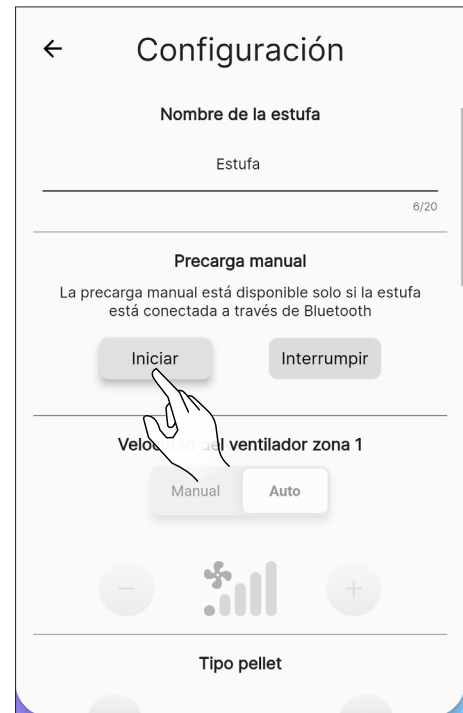 Configuración
Nombre de la estufa
Estufa
6/20
Precarga manual
La precarga manual está disponible solo si la estufa
está conectada a través de Bluetooth
Iniciar Interrumpir
del ventilador zona 1
Manual Auto
Tipo pellet